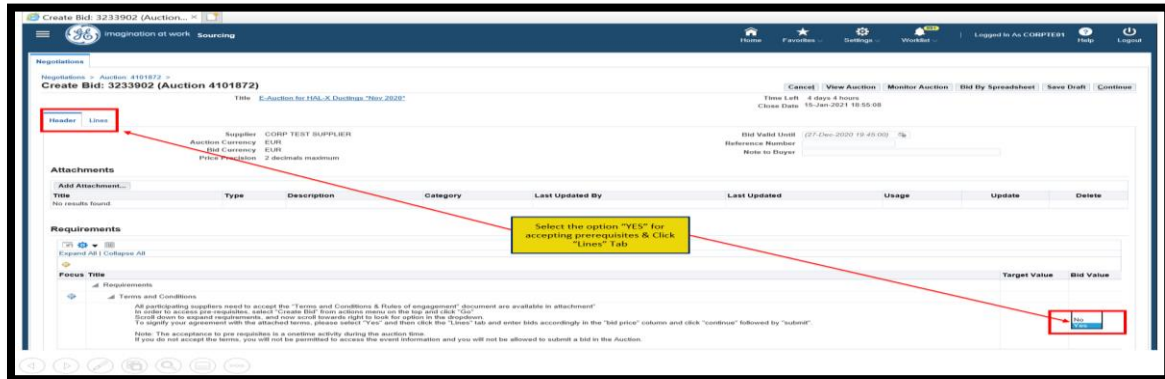 Create Bid: 3233902 (Auction...
imagination at work Sourcing
Home Favorites Settings Worklist Logged In As CORPTE01 Help Logout
Negotiations
Negotiations > Auction 4101872 >
Create Bid: 3233902 (Auction 4101872)
Cancel View Auction Monitor Auction Bid By Spreadsheet Save Draft Continue
Title E-Auction for HAL-X Ductings "Nov 2020"
Time Left 4 days 4 hours
Close Date 15-Jan-2021 18:55:08
Header Lines
Supplier CORP TEST SUPPLIER
Auction Currency EUR
Bid Currency EUR
Price Precision 2 decimals maximum
Bid Valid Until (27-Dec-2020 19:45:00)
Reference Number
Note to Buyer
Attachments
Add Attachment...
Title Type Description Category Last Updated By Last Updated Usage Update Delete
No results found.
Select the option "YES" for
accepting prerequisites & Click
"Lines" Tab
Requirements
Expand All | Collapse All
Focus Title Target Value Bid Value
Requirements
Terms and Conditions
All participating suppliers need to accept the "Terms and Conditions & Rules of engagement" document are available in attachment"
In order to access pre-requisites, select "Create Bid" from actions menu on the top and click "Go"
Scroll down to expand requirements, and now scroll towards right to look for option in the dropdown.
To signify your agreement with the attached terms, please select "Yes" and then click the "Lines" tab and enter bids accordingly in the "bid price" column and click "continue" followed by "submit".
No
Yes
Note: The acceptance to pre requisites is a onetime activity during the auction time.
If you do not accept the terms, you will not be permitted to access the event information and you will not be allowed to submit a bid in the Auction